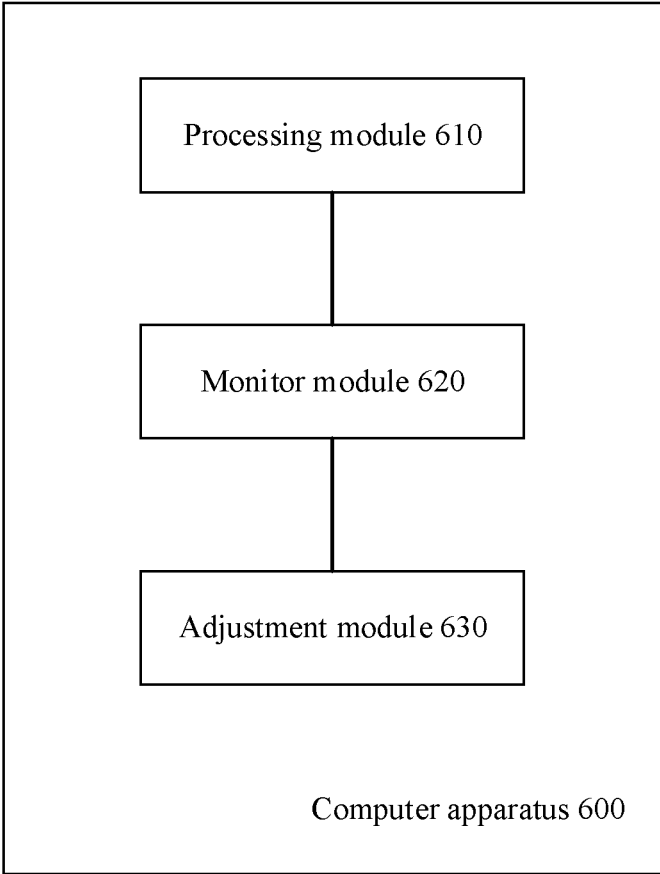 Processing module 610
Monitor module 620
Adjustment module 630
Computer apparatus 600